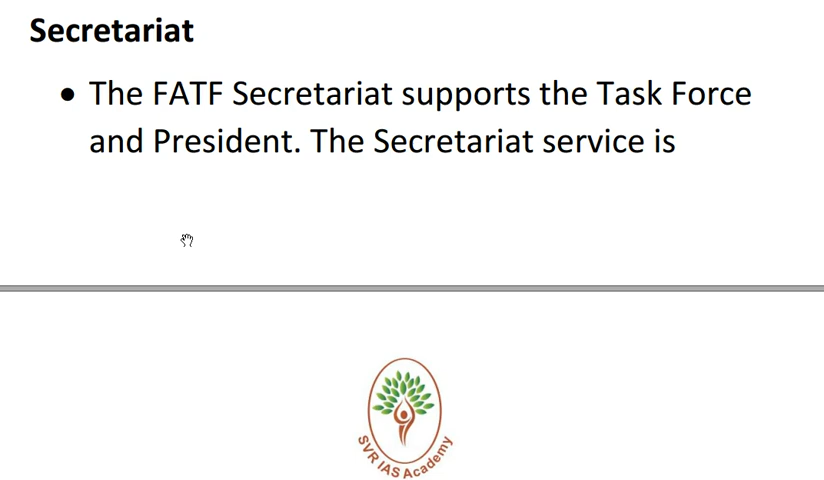 Secretariat
• The FATF Secretariat supports the Task Force
and President. The Secretariat service is
SVR IAS Academy